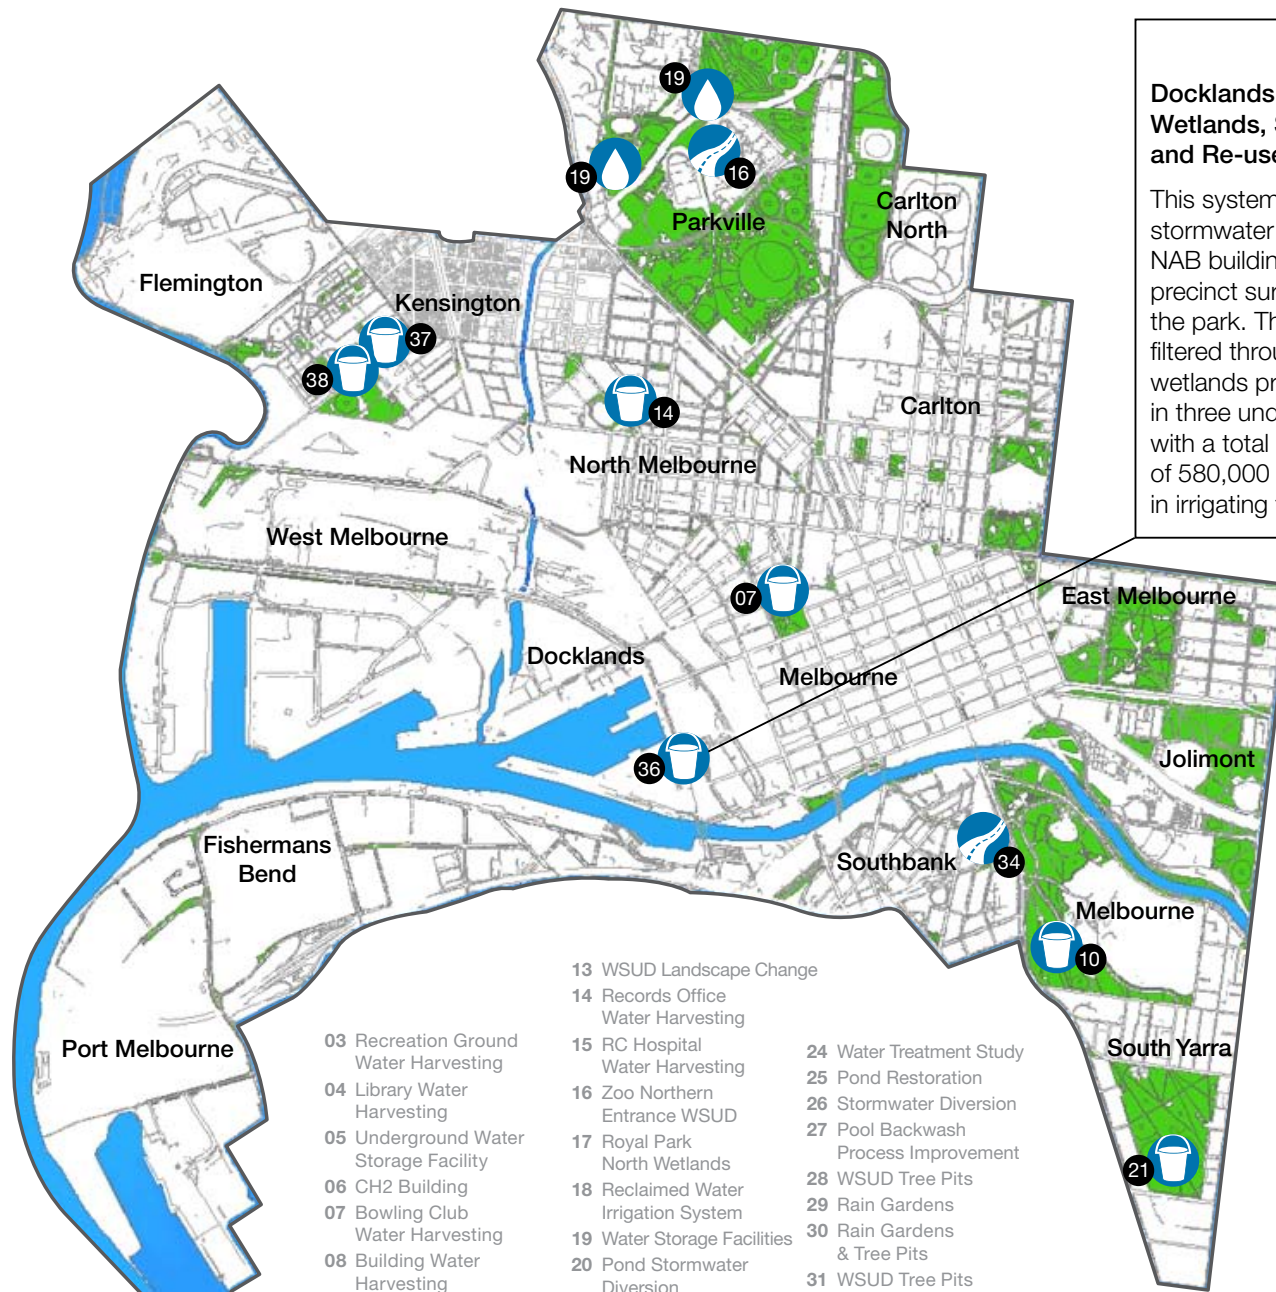 19
19
16
Carlton
North
Parkville
Flemington
Kensington
37
38
14
Carlton
North Melbourne
West Melbourne
07
East Melbourne
Docklands
Melbourne
36
Jolimont
Fishermans
Bend
Southbank
34
Melbourne
10
Port Melbourne
South Yarra
21
Docklands
Wetlands,
and Re-use
This system
stormwater
NAB building
precinct
the park.
filtered
wetlands
in three
with a total
of 580,000
in irrigating
03 Recreation Ground
Water Harvesting
04 Library Water
Harvesting
05 Underground Water
Storage Facility
06 CH2 Building
07 Bowling Club
Water Harvesting
08 Building Water
Harvesting
13 WSUD Landscape Change
14 Records Office
Water Harvesting
15 RC Hospital
Water Harvesting
16 Zoo Northern
Entrance WSUD
17 Royal Park
North Wetlands
18 Reclaimed Water
Irrigation System
19 Water Storage Facilities
20 Pond Stormwater
Diversion
24 Water Treatment Study
25 Pond Restoration
26 Stormwater Diversion
27 Pool Backwash
Process Improvement
28 WSUD Tree Pits
29 Rain Gardens
30 Rain Gardens
& Tree Pits
31 WSUD Tree Pits